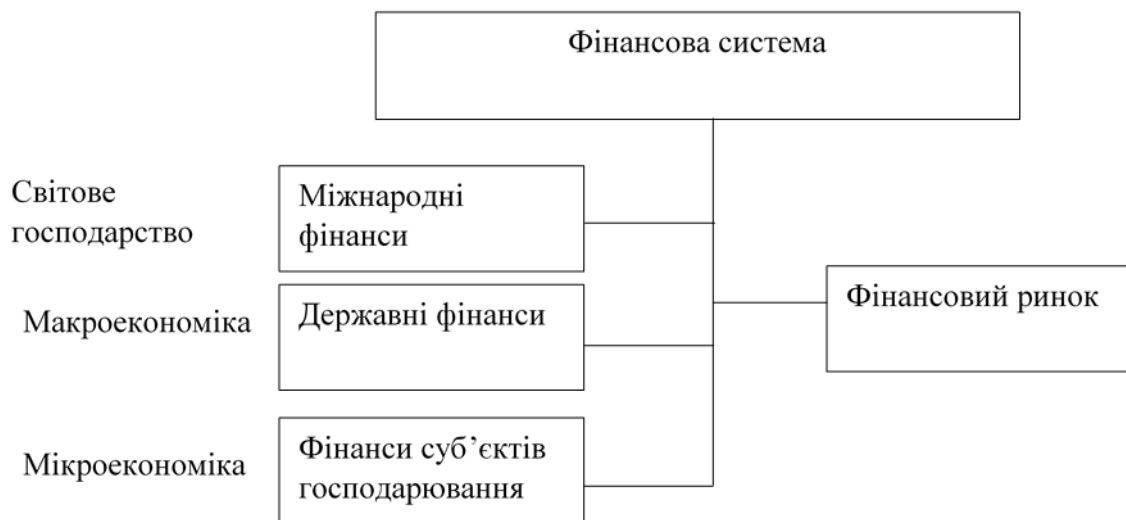 Фінансова система
Світове
господарство
Міжнародні
фінанси
Макроекономіка
Державні фінанси
Фінансовий ринок
Мікроекономіка
Фінанси суб’єктів
господарювання